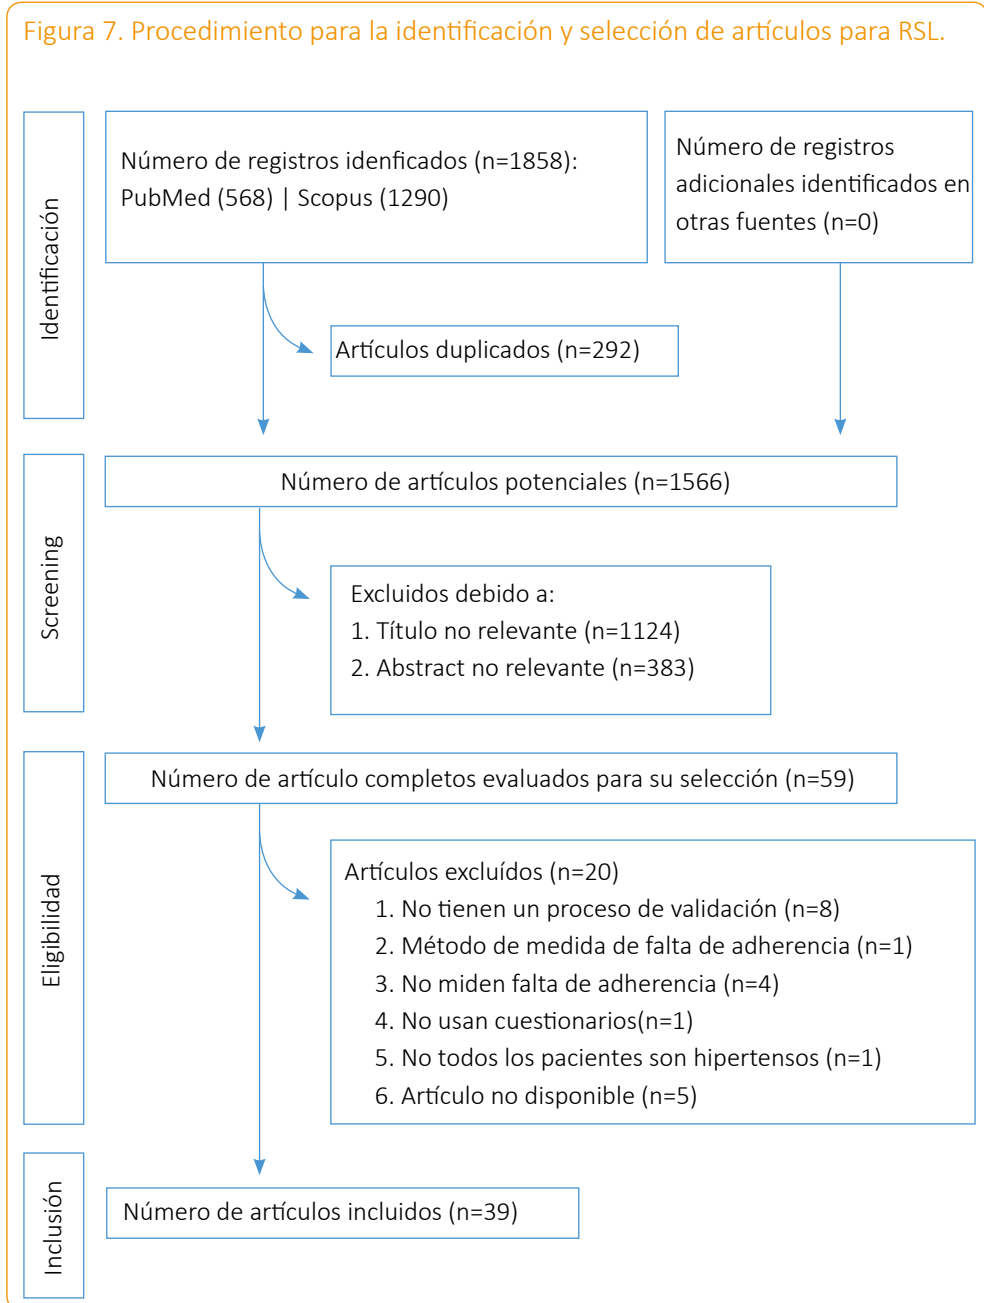 Figura 7. Procedimiento para la identificación y selección de artículos para RSL.
Identificación
Número de registros idenficados (n=1858):
PubMed (568) | Scopus (1290)
Número de registros
adicionales identificados en
otras fuentes (n=0)
Artículos duplicados (n=292)
Screening
Número de artículos potenciales (n=1566)
Excluidos debido a:
1. Título no relevante (n=1124)
2. Abstract no relevante (n=383)
Eligibilidad
Número de artículo completos evaluados para su selección (n=59)
Artículos excluídos (n=20)
1. No tienen un proceso de validación (n=8)
2. Método de medida de falta de adherencia (n=1)
3. No miden falta de adherencia (n=4)
4. No usan cuestionarios(n=1)
5. No todos los pacientes son hipertensos (n=1)
6. Artículo no disponible (n=5)
Inclusión
Número de artículos incluidos (n=39)